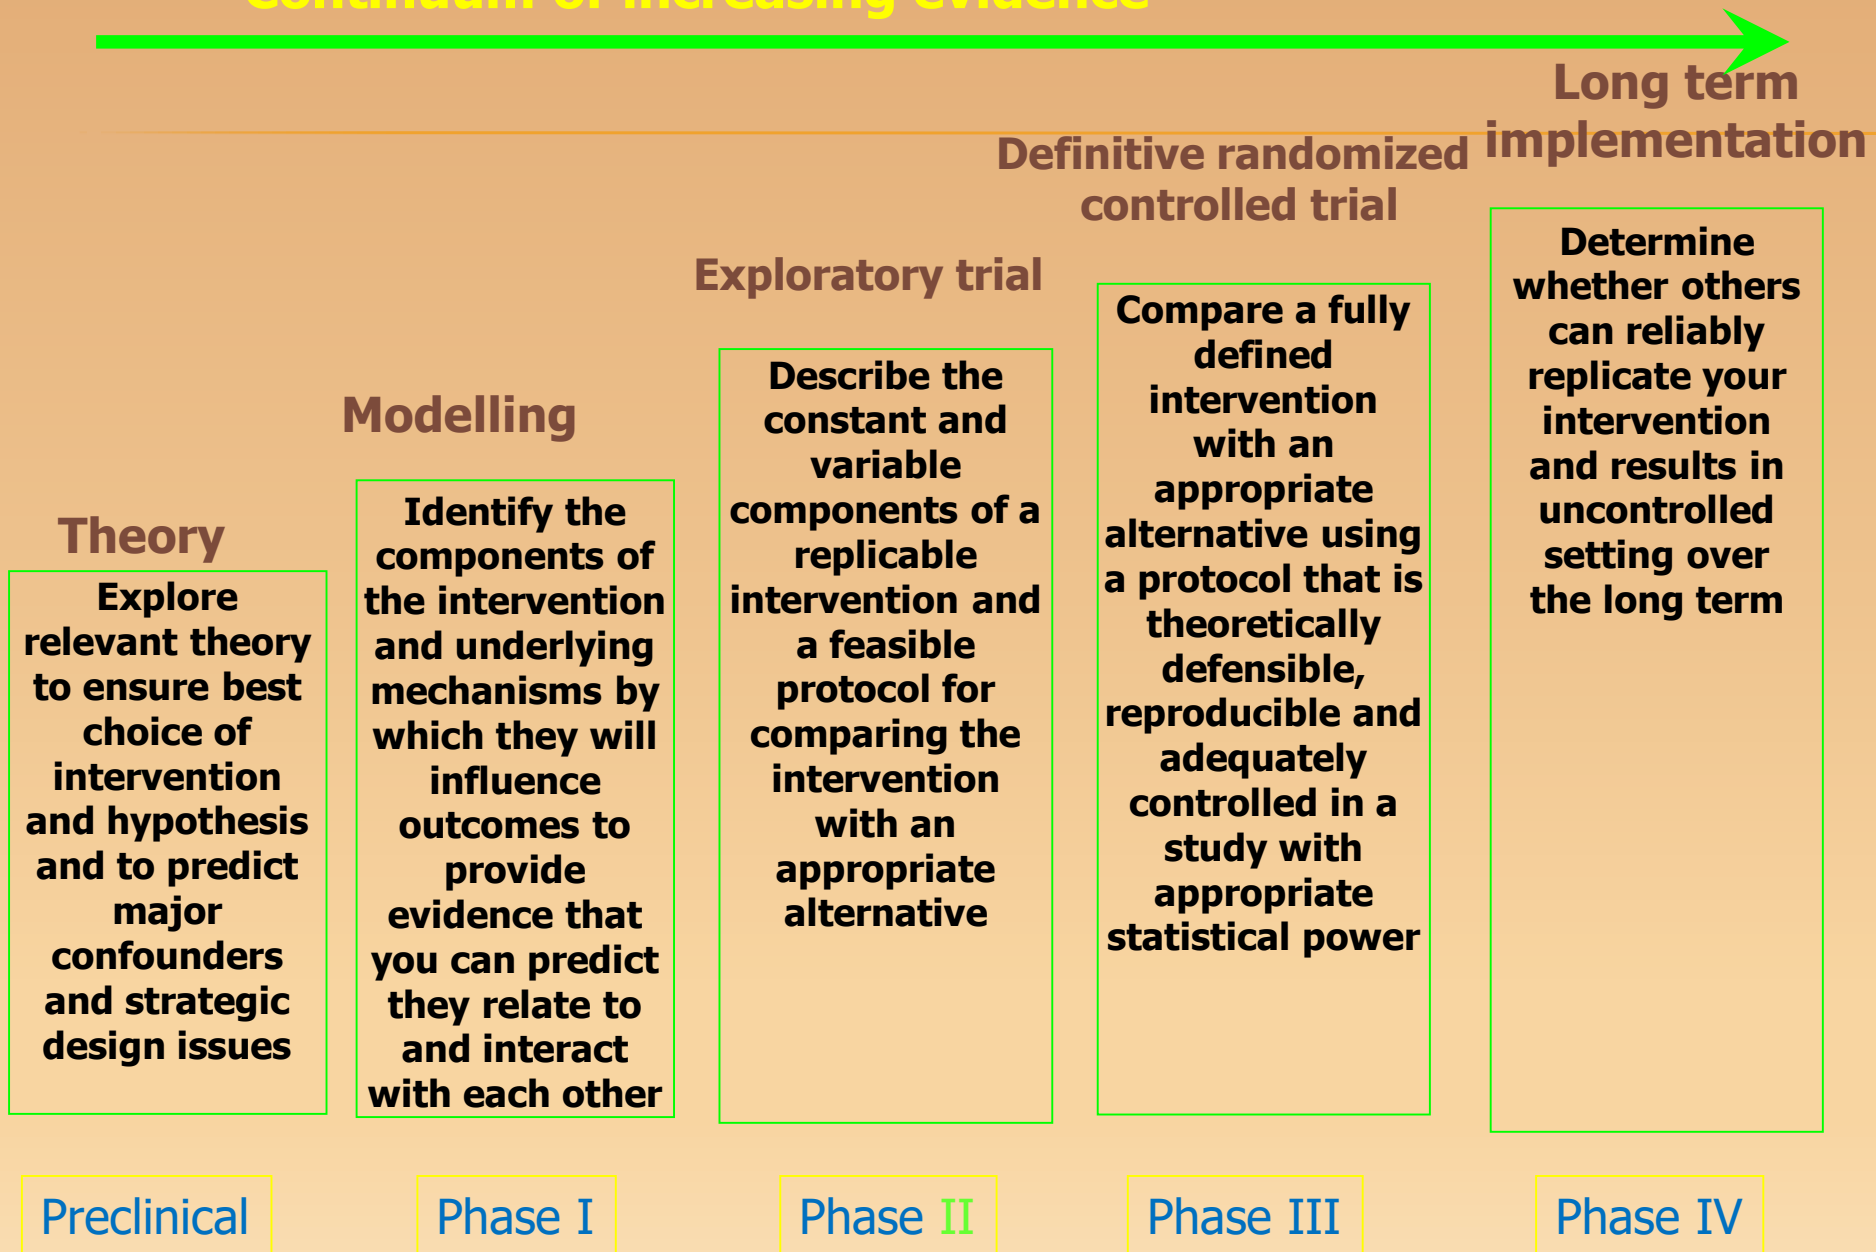 Continuum of increasing evidence
Theory
Explore
relevant theory
to ensure best
choice of
intervention
and hypothesis
and to predict
major
confounders
and strategic
design issues
Preclinical
Modelling
Identify the
components of
the intervention
and underlying
mechanisms by
which they will
influence
outcomes to
provide
evidence that
you can predict
they relate to
and interact
with each other
Phase I
Exploratory trial
Describe the
constant and
variable
components of a
replicable
intervention and
a feasible
protocol for
comparing the
intervention
with an
appropriate
alternative
Phase II
Definitive randomized
controlled trial
Compare a fully
defined
intervention
with an
appropriate
alternative using
a protocol that is
theoretically
defensible,
reproducible and
adequately
controlled in a
study with
appropriate
statistical power
Phase III
Long term
implementation
Determine
whether others
can reliably
replicate your
intervention
and results in
uncontrolled
setting over
the long term
Phase IV